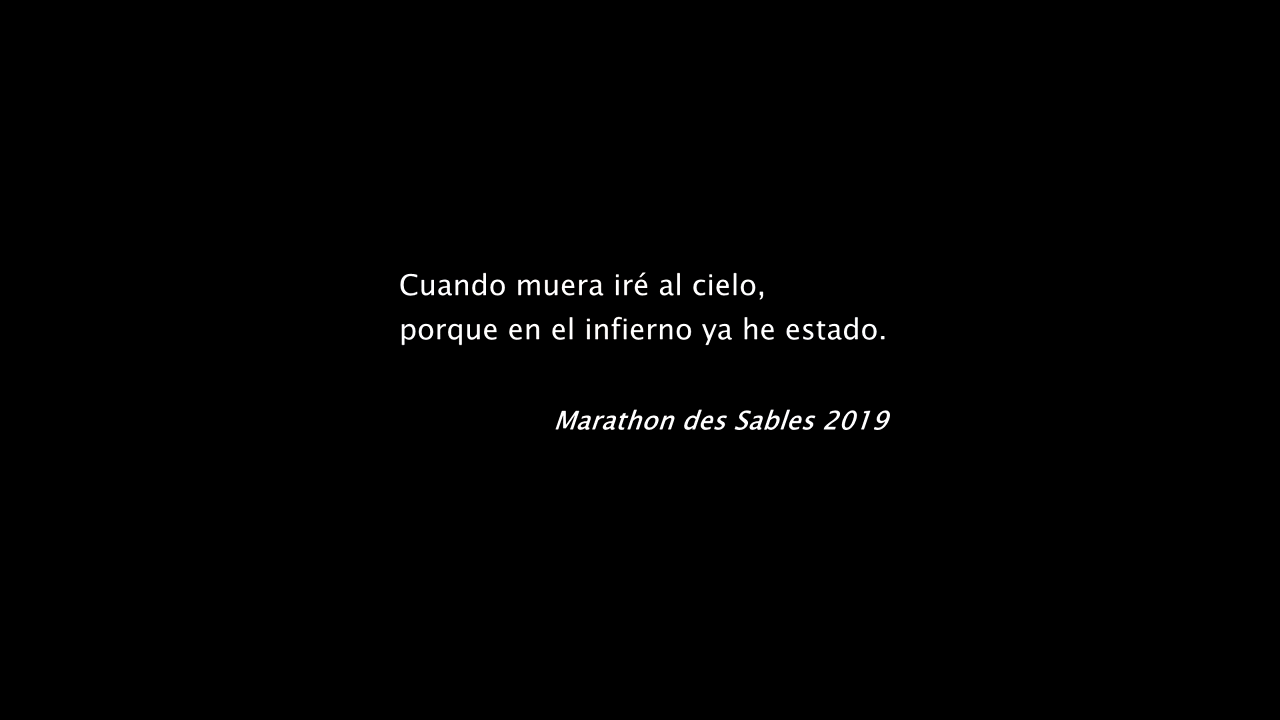 Cuando muera iré al cielo,
porque en el infierno ya he estado.
Marathon des Sables 2019